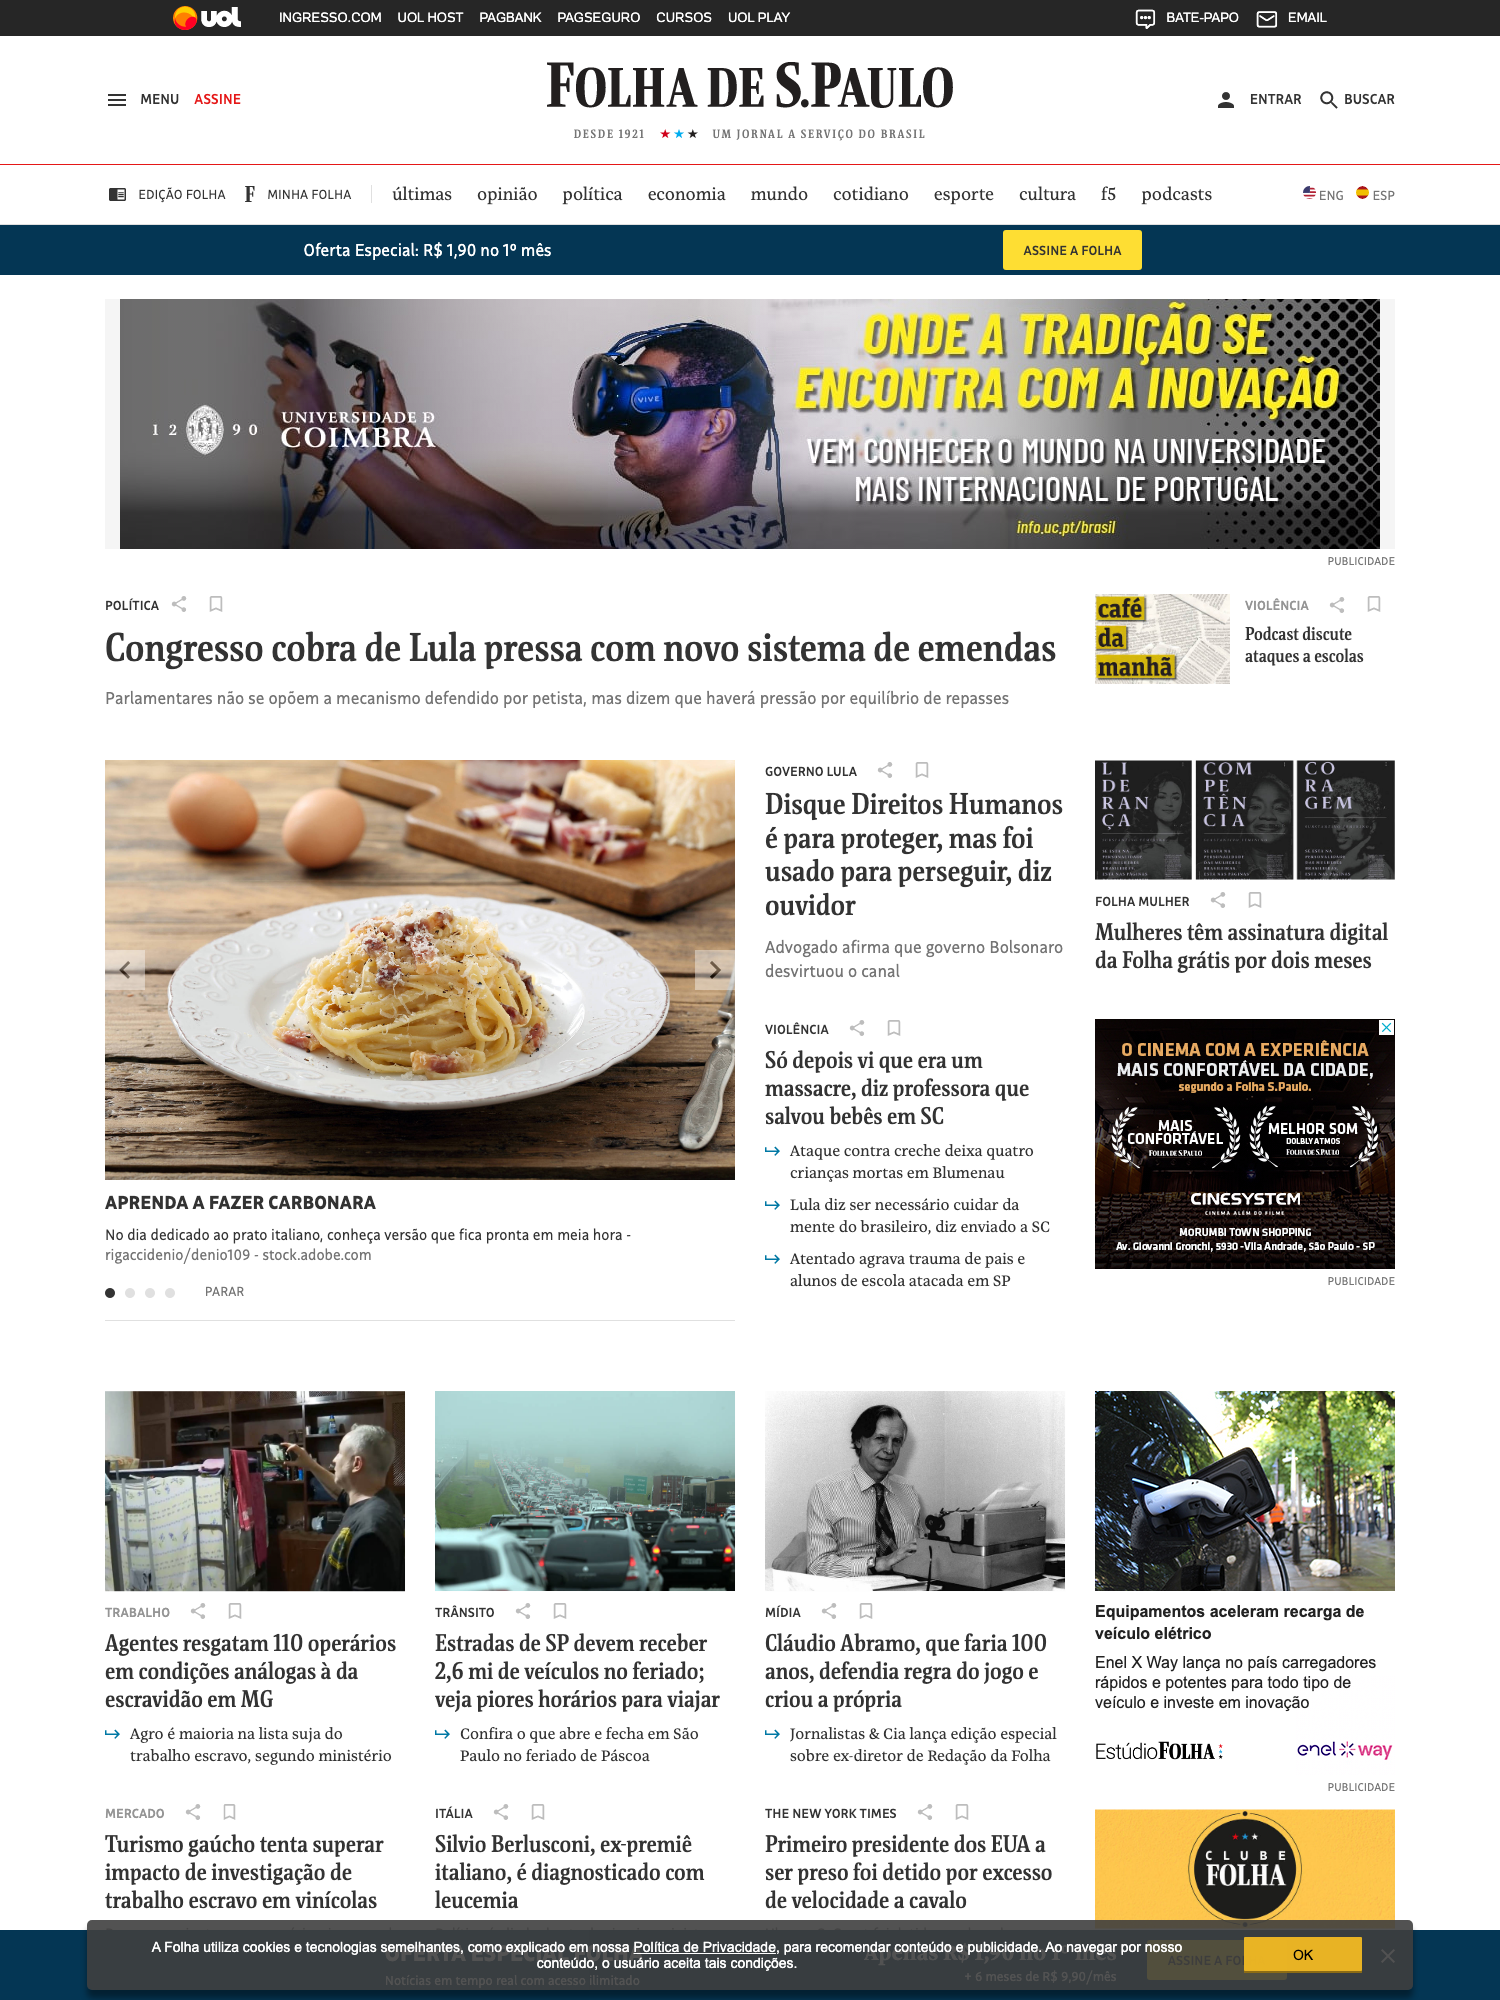 uol INGRESSO.COM UOL HOST PAGBANK PAGSEGURO CURSOS UOL PLAY BATE-PAPO EMAIL
MENU ASSINE
FOLHA DE S.PAULO
DESDE 1921 ★★★ UM JORNAL A SERVIÇO DO BRASIL
ENTRAR BUSCAR
EDIÇÃO FOLHA F MINHA FOLHA últimas opinião política economia mundo cotidiano esporte cultura f5 podcasts ENG ESP
Oferta Especial: R$ 1,90 no 1º mês ASSINE A FOLHA
ONDE A TRADIÇÃO SE
ENCONTRA COM A INOVAÇÃO
12 90 UNIVERSIDADE D
COIMBRA
VIVE
VEM CONHECER O MUNDO NA UNIVERSIDADE
MAIS INTERNACIONAL DE PORTUGAL
info.uc.pt/brasil
PUBLICIDADE
POLÍTICA
Congresso cobra de Lula pressa com novo sistema de emendas
Parlamentares não se opõem a mecanismo defendido por petista, mas dizem que haverá pressão por equilíbrio de repasses
café
da
manhã
VIOLÊNCIA
Podcast discute
ataques a escolas
APRENDA A FAZER CARBONARA
No dia dedicado ao prato italiano, conheça versão que fica pronta em meia hora -
rigaccidenio/denio109 - stock.adobe.com
PARAR
GOVERNO LULA
Disque Direitos Humanos
é para proteger, mas foi
usado para perseguir, diz
ouvidor
Advogado afirma que governo Bolsonaro
desvirtuou o canal
VIOLÊNCIA
Só depois vi que era um
massacre, diz professora que
salvou bebês em SC
Ataque contra creche deixa quatro
crianças mortas em Blumenau
Lula diz ser necessário cuidar da
mente do brasileiro, diz enviado a SC
Atentado agrava trauma de pais e
alunos de escola atacada em SP
LI
DE
RAN
ÇA
COM
PE
TÊN
CIA
CO
RA
GEM
FOLHA MULHER
Mulheres têm assinatura digital
da Folha grátis por dois meses
O CINEMA COM A EXPERIÊNCIA
MAIS CONFORTÁVEL DA CIDADE,
segundo a Folha S.Paulo.
MAIS
CONFORTÁVEL
FOLHA DE S.PAULO
MELHOR SOM
DOLBY ATMOS
FOLHA DE S.PAULO
CINESYSTEM
CINEMA ALÉM DO FILME
MORUMBI TOWN SHOPPING
Av. Giovanni Gronchi, 5930 -Vila Andrade, São Paulo - SP
PUBLICIDADE
TRABALHO
Agentes resgatam 110 operários
em condições análogas à da
escravidão em MG
Agro é maioria na lista suja do
trabalho escravo, segundo ministério
TRÂNSITO
Estradas de SP devem receber
2,6 mi de veículos no feriado;
veja piores horários para viajar
Confira o que abre e fecha em São
Paulo no feriado de Páscoa
MÍDIA
Cláudio Abramo, que faria 100
anos, defendia regra do jogo e
criou a própria
Jornalistas & Cia lança edição especial
sobre ex-diretor de Redação da Folha
Equipamentos aceleram recarga de
veículo elétrico
Enel X Way lança no país carregadores
rápidos e potentes para todo tipo de
veículo e investe em inovação
EstúdioFOLHA enel way
PUBLICIDADE
MERCADO
Turismo gaúcho tenta superar
impacto de investigação de
trabalho escravo em vinícolas
ITÁLIA
Silvio Berlusconi, ex-premiê
italiano, é diagnosticado com
leucemia
THE NEW YORK TIMES
Primeiro presidente dos EUA a
ser preso foi detido por excesso
de velocidade a cavalo
CLUBE
FOLHA
A Folha utiliza cookies e tecnologias semelhantes, como explicado em nossa Política de Privacidade, para recomendar conteúdo e publicidade. Ao navegar por nosso
conteúdo, o usuário aceita tais condições.
OK
Apenas R$ 1,90 no 1º mês
Notícias em tempo real com acesso ilimitado
+ 6 meses de R$ 9,90/mês
ASSINE A FO